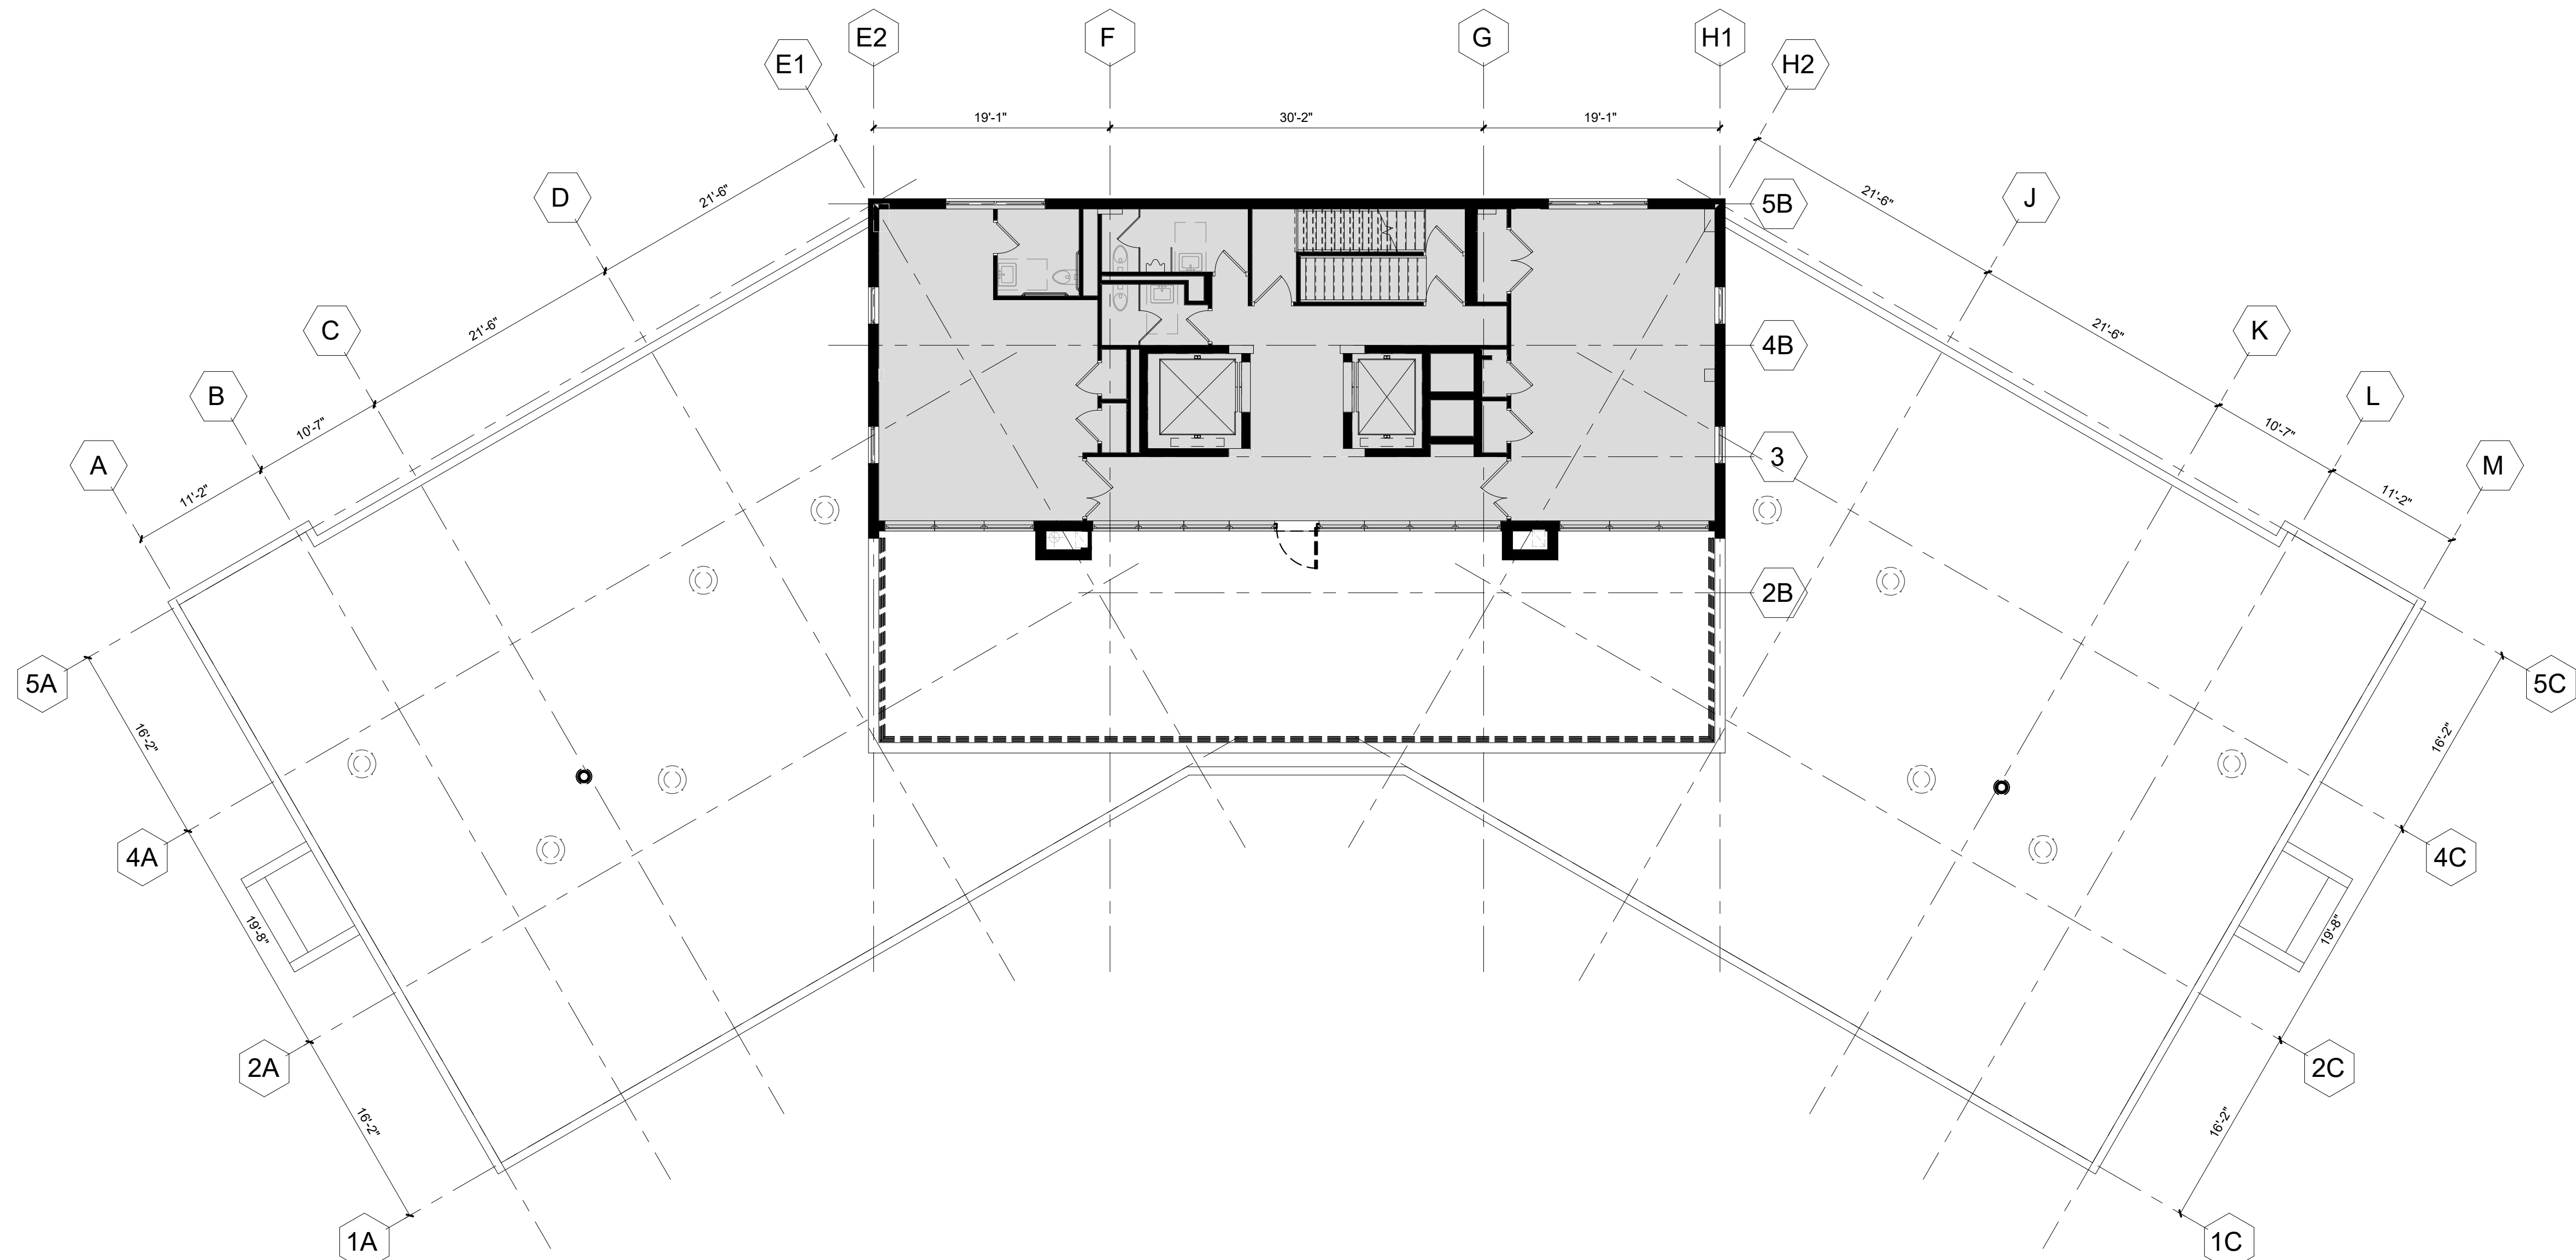 E2
F
G
H1
E1
H2
19'-1"
30'-2"
19'-1"
D
21'-6"
21'-6"
J
5B
C
21'-6"
21'-6"
K
4B
B
10'-7"
10'-7"
L
A
11'-2"
3
11'-2"
M
2B
5A
16'-2"
16'-2"
5C
4A
19'-8"
19'-8"
4C
2A
16'-2"
16'-2"
2C
1A
1C